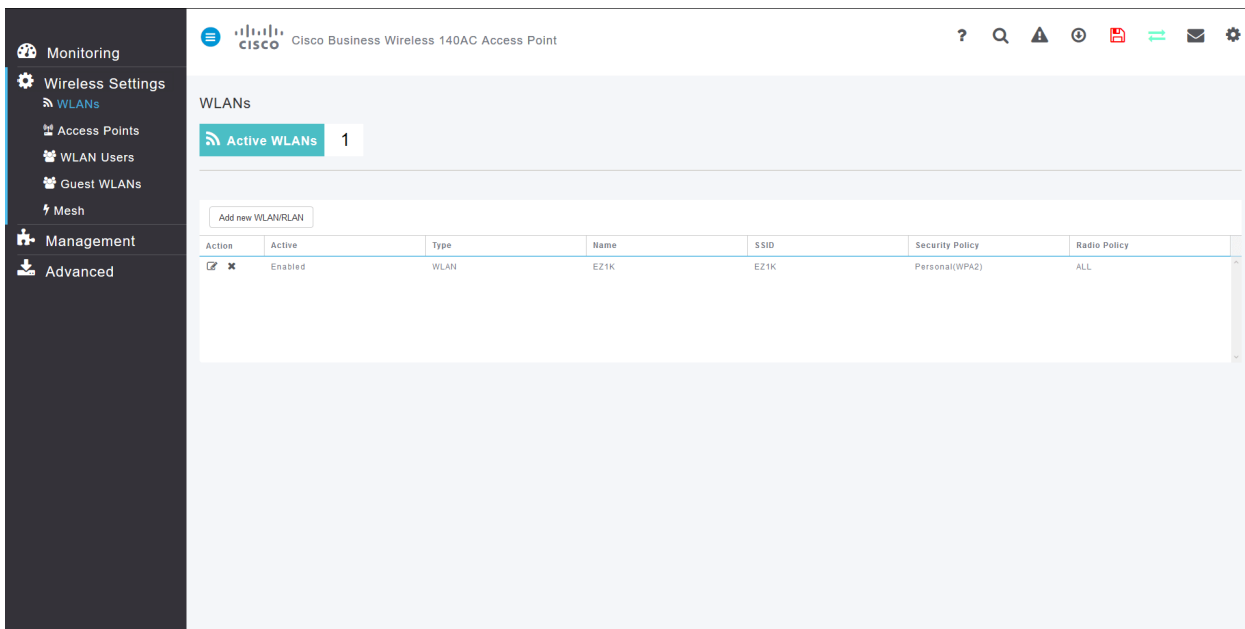 Monitoring
Wireless Settings
WLANs
Access Points
WLAN Users
Guest WLANs
Mesh
Management
Advanced
CISCO Cisco Business Wireless 140AC Access Point
?
WLANs
Active WLANs 1
Add new WLAN/RLAN
Action Active Type Name SSID Security Policy Radio Policy
Enabled WLAN EZ1K EZ1K Personal(WPA2) ALL